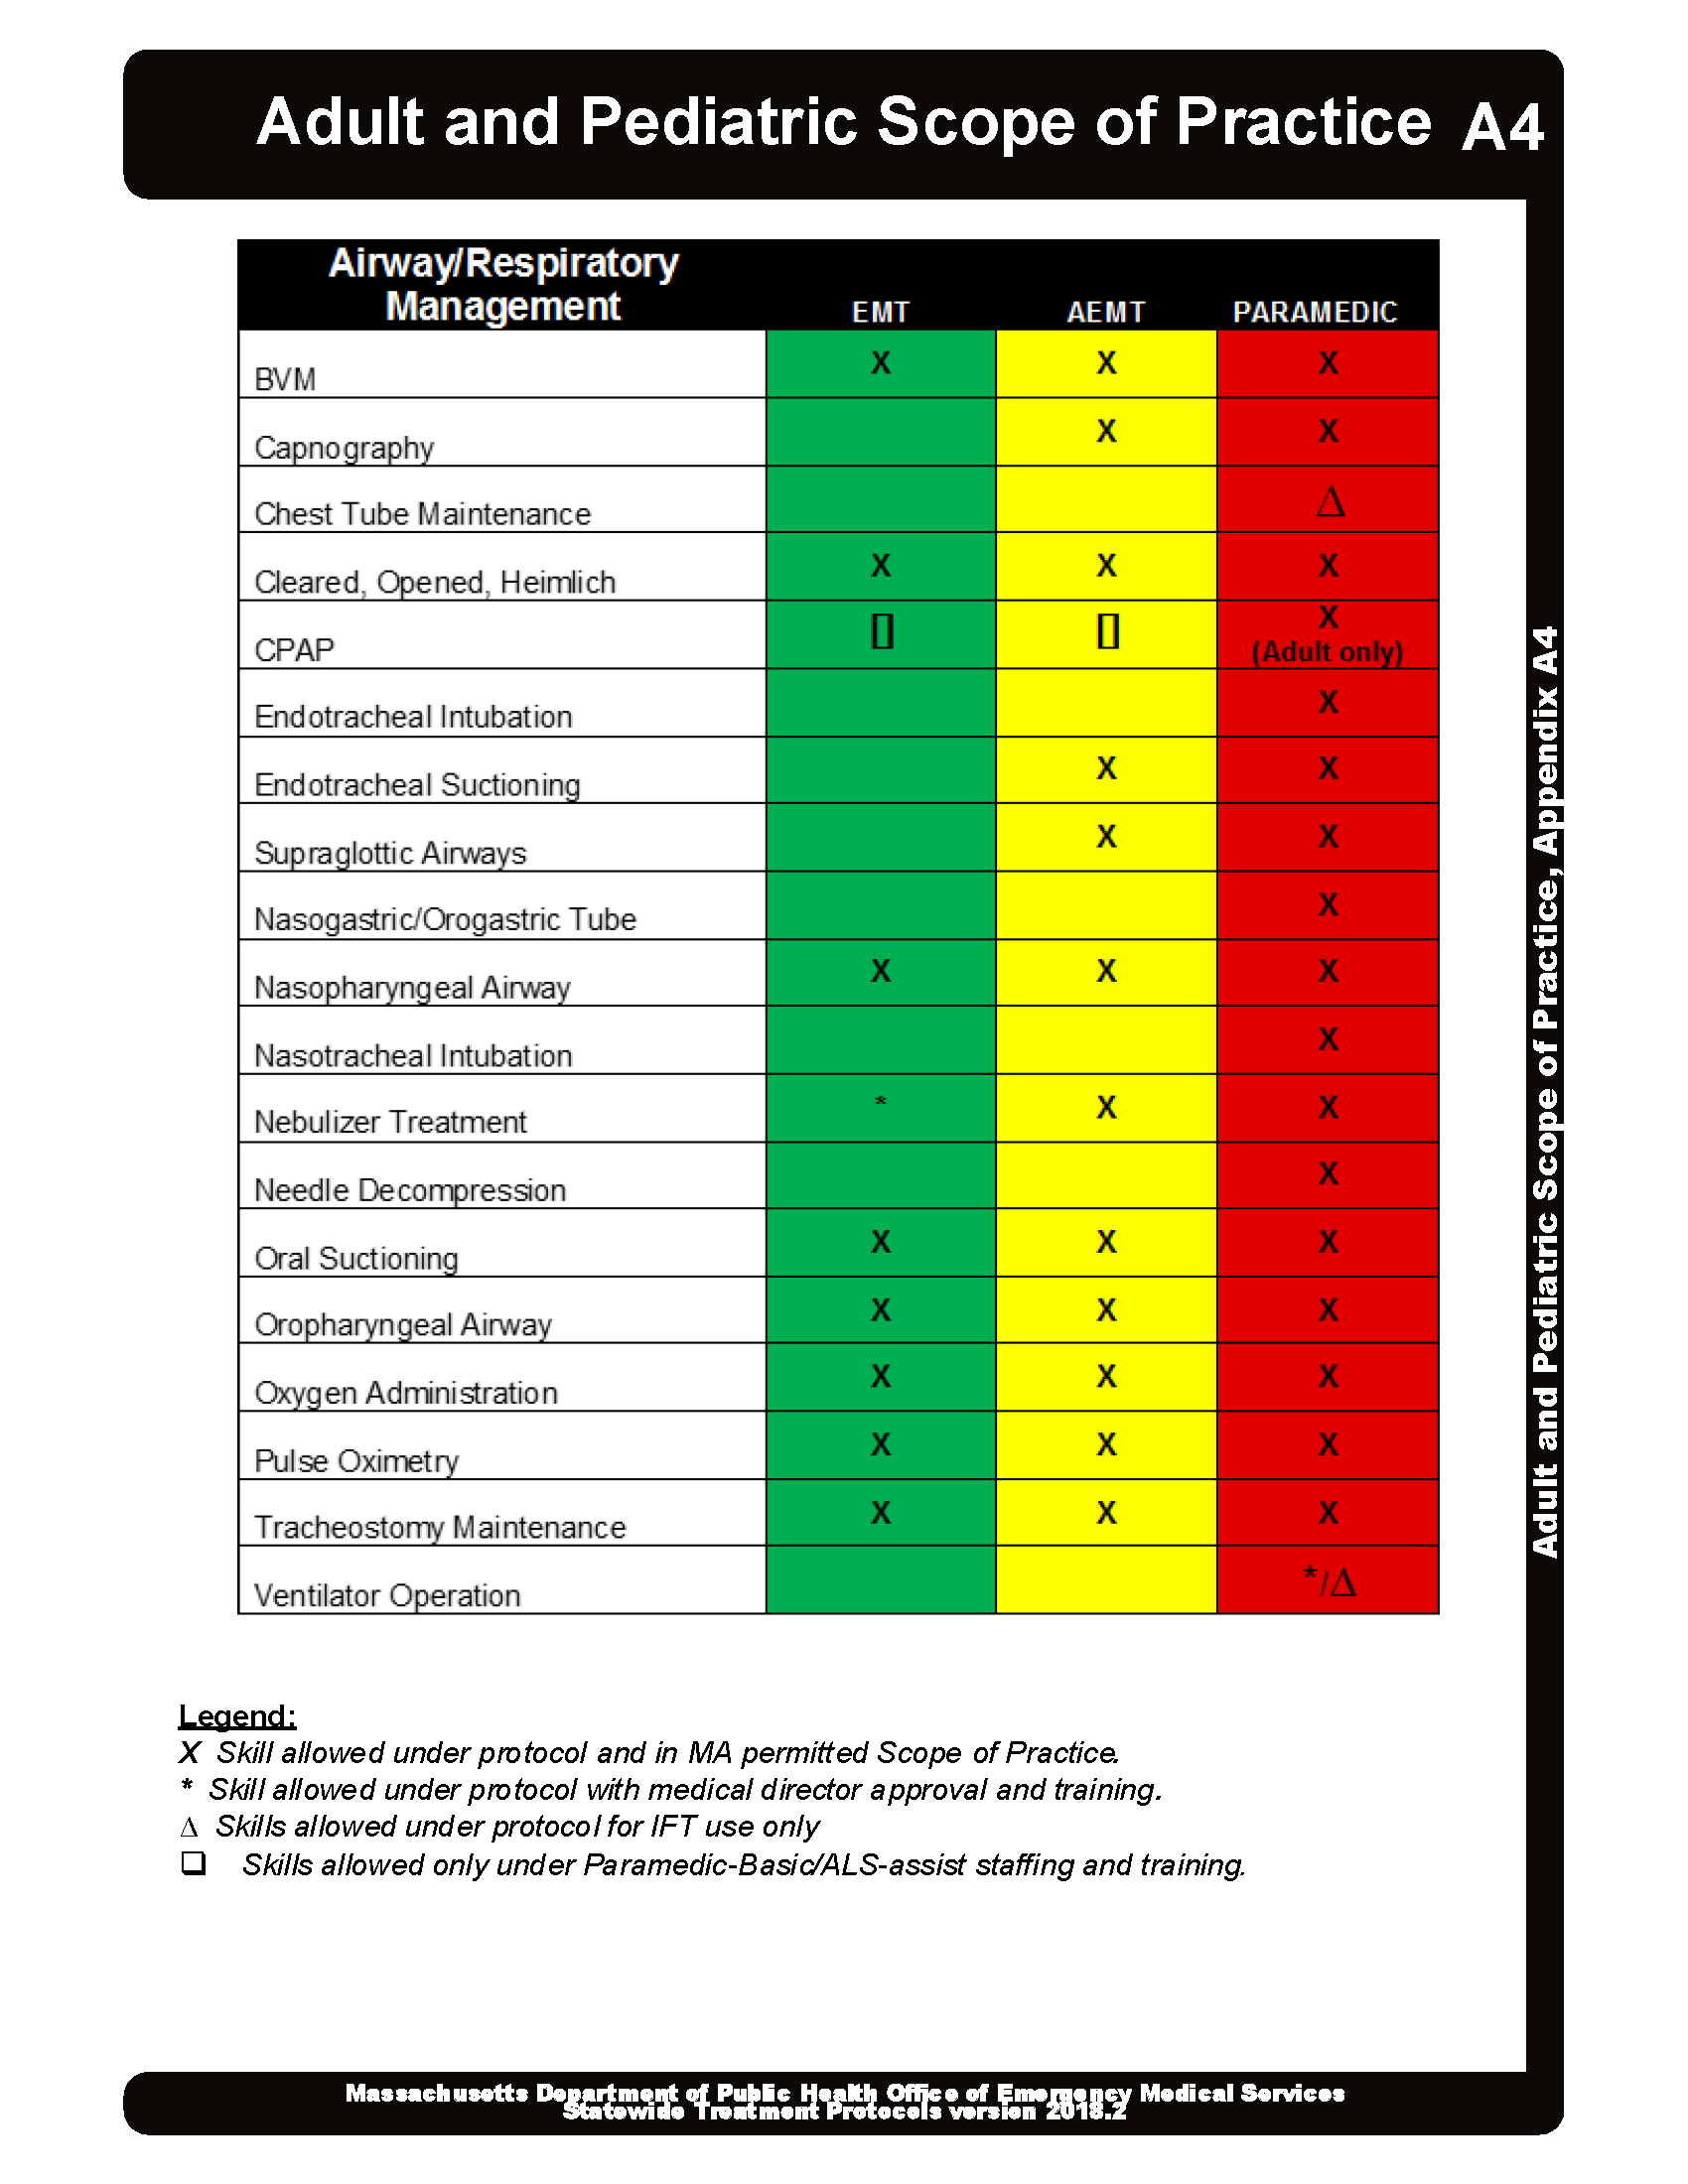 Adult and Pediatric Scope of Practice A4
Airway/Respiratory
Management EMT AEMT PARAMEDIC
BVM X X X
Capnography X X
Chest Tube Maintenance Δ
Cleared, Opened, Heimlich X X X
CPAP [] [] X
(Adult only)
Endotracheal Intubation X
Endotracheal Suctioning X X
Supraglottic Airways X X
Nasogastric/Orogastric Tube X
Nasopharyngeal Airway X X X
Nasotracheal Intubation X
Nebulizer Treatment * X X
Needle Decompression X
Oral Suctioning X X X
Oropharyngeal Airway X X X
Oxygen Administration X X X
Pulse Oximetry X X X
Tracheostomy Maintenance X X X
Ventilator Operation */Δ
Adult and Pediatric Scope of Practice, Appendix A4
Legend:
X Skill allowed under protocol and in MA permitted Scope of Practice.
* Skill allowed under protocol with medical director approval and training.
Δ Skills allowed under protocol for IFT use only
❑ Skills allowed only under Paramedic-Basic/ALS-assist staffing and training.
Massachusetts Department of Public Health Office of Emergency Medical Services
Statewide Treatment Protocols version 2018.2